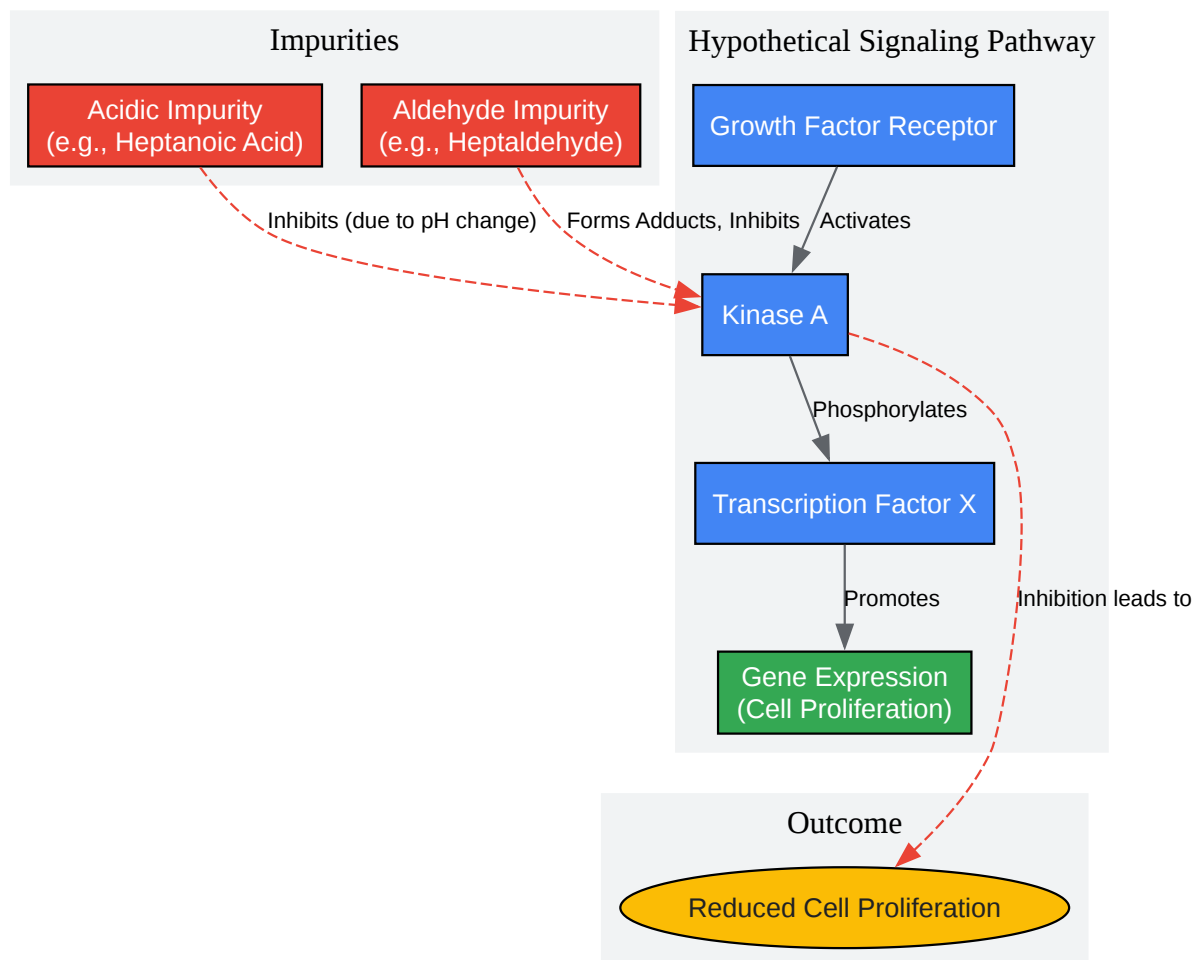 Impurities
Hypothetical Signaling Pathway
Acidic Impurity
(e.g., Heptanoic Acid)
Aldehyde Impurity
(e.g., Heptaldehyde)
Growth Factor Receptor
Inhibits (due to pH change)
Forms Adducts, Inhibits
Activates
Kinase A
Phosphorylates
Transcription Factor X
Promotes
Inhibition leads to
Gene Expression
(Cell Proliferation)
Outcome
Reduced Cell Proliferation